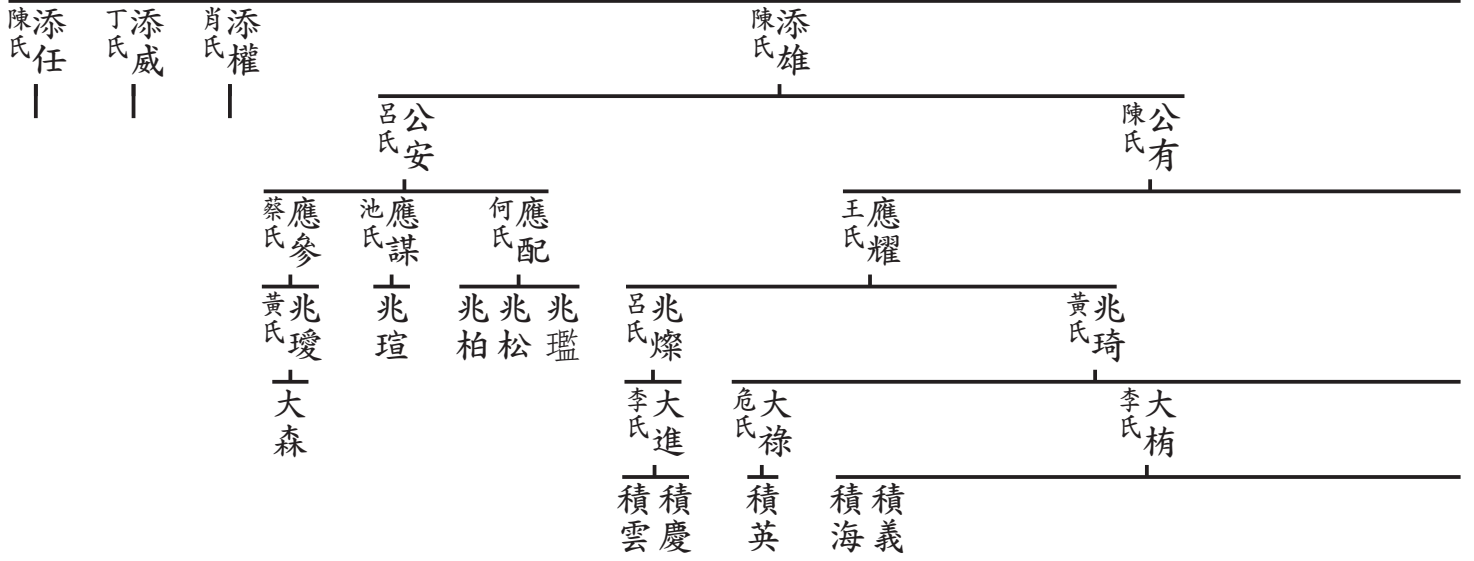 添雄
陳氏
添權
肖氏
添威
丁氏
添任
陳氏
公有
陳氏
公安
呂氏
應耀
王氏
應配
何氏
應謀
池氏
應參
蔡氏
兆琦
黃氏
兆燦
呂氏
兆璼
兆松
兆柏
兆瑄
兆璦
黃氏
大栯
李氏
大祿
危氏
大進
李氏
大森
積義
積海
積英
積慶
積雲